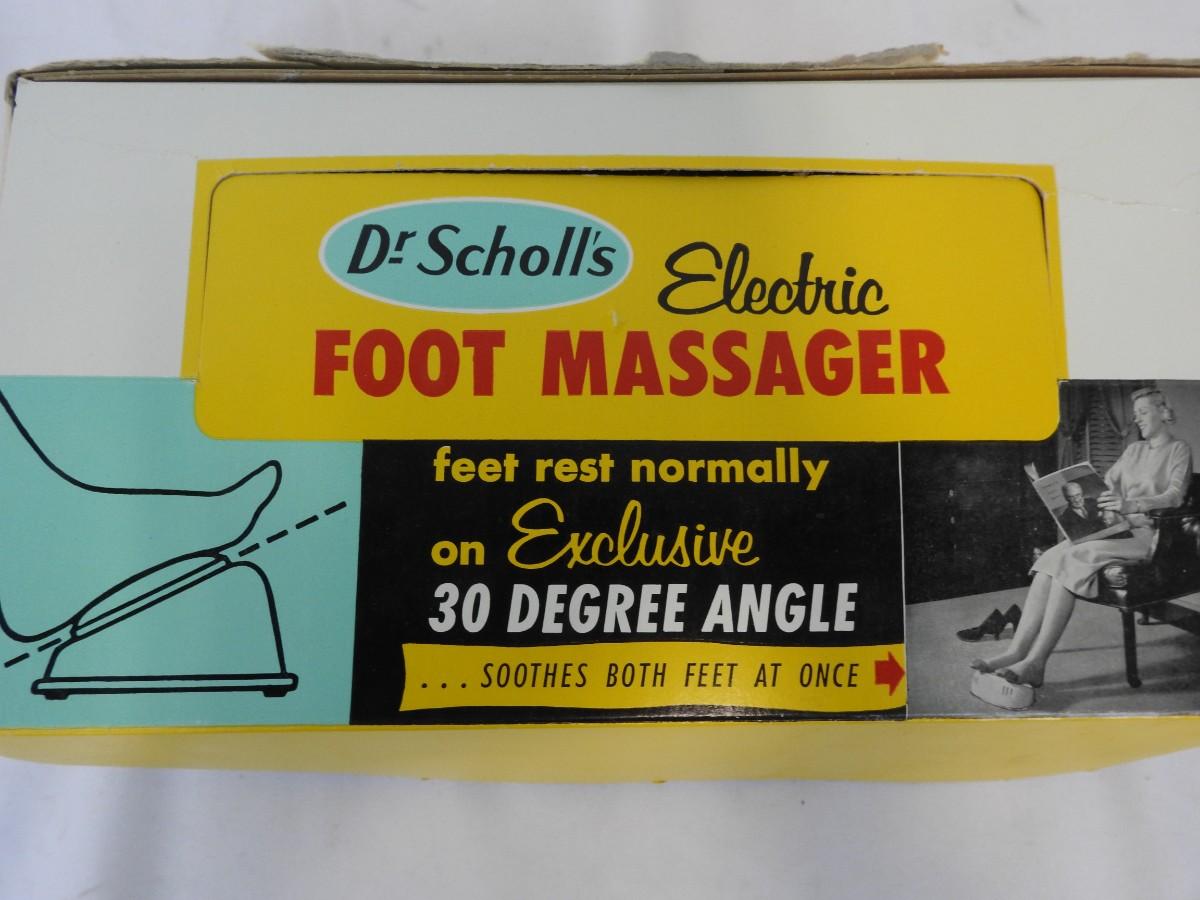 Dr Scholl's Electric
FOOT MASSAGER
feet rest normally
on Exclusive
30 DEGREE ANGLE
...SOOTHES BOTH FEET AT ONCE